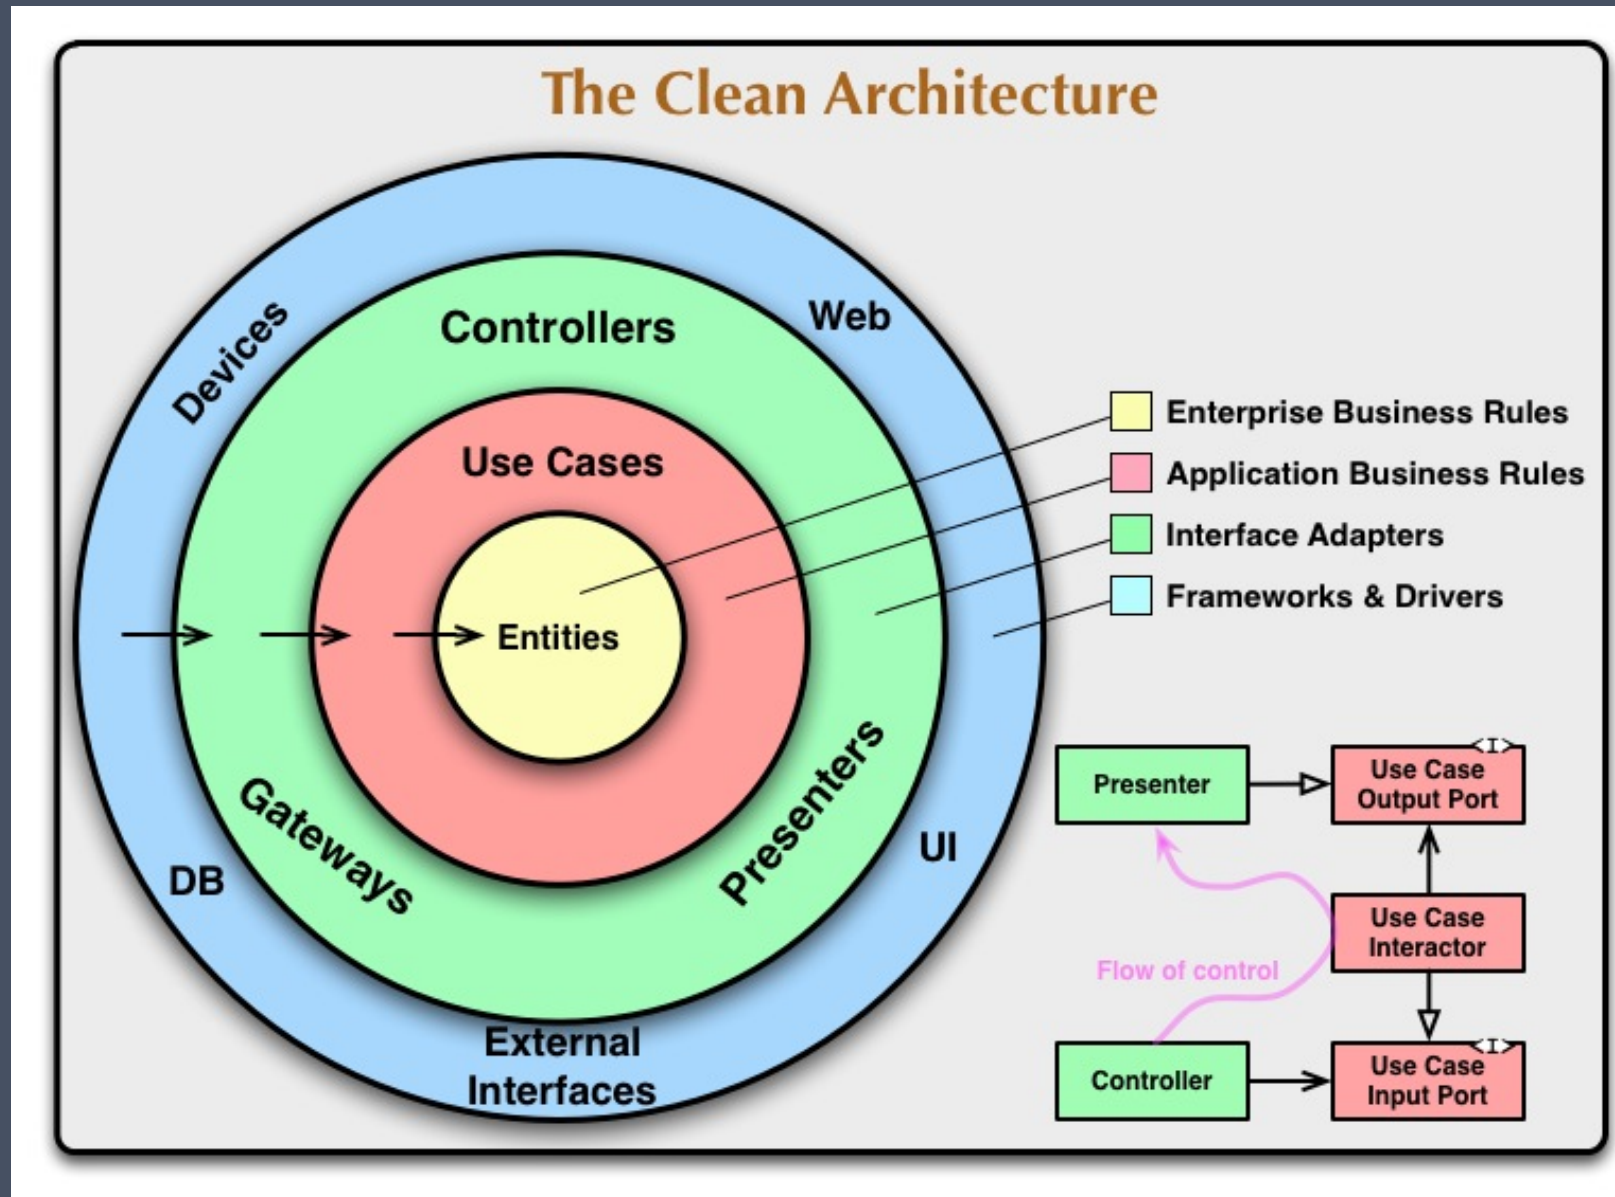 The Clean Architecture
Devices
Controllers
Web
Use Cases
Entities
Gateways
Presenters
DB
UI
External
Interfaces
Enterprise Business Rules
Application Business Rules
Interface Adapters
Frameworks & Drivers
Presenter
<I>
Use Case
Output Port
Use Case
Interactor
Flow of control
Controller
<I>
Use Case
Input Port